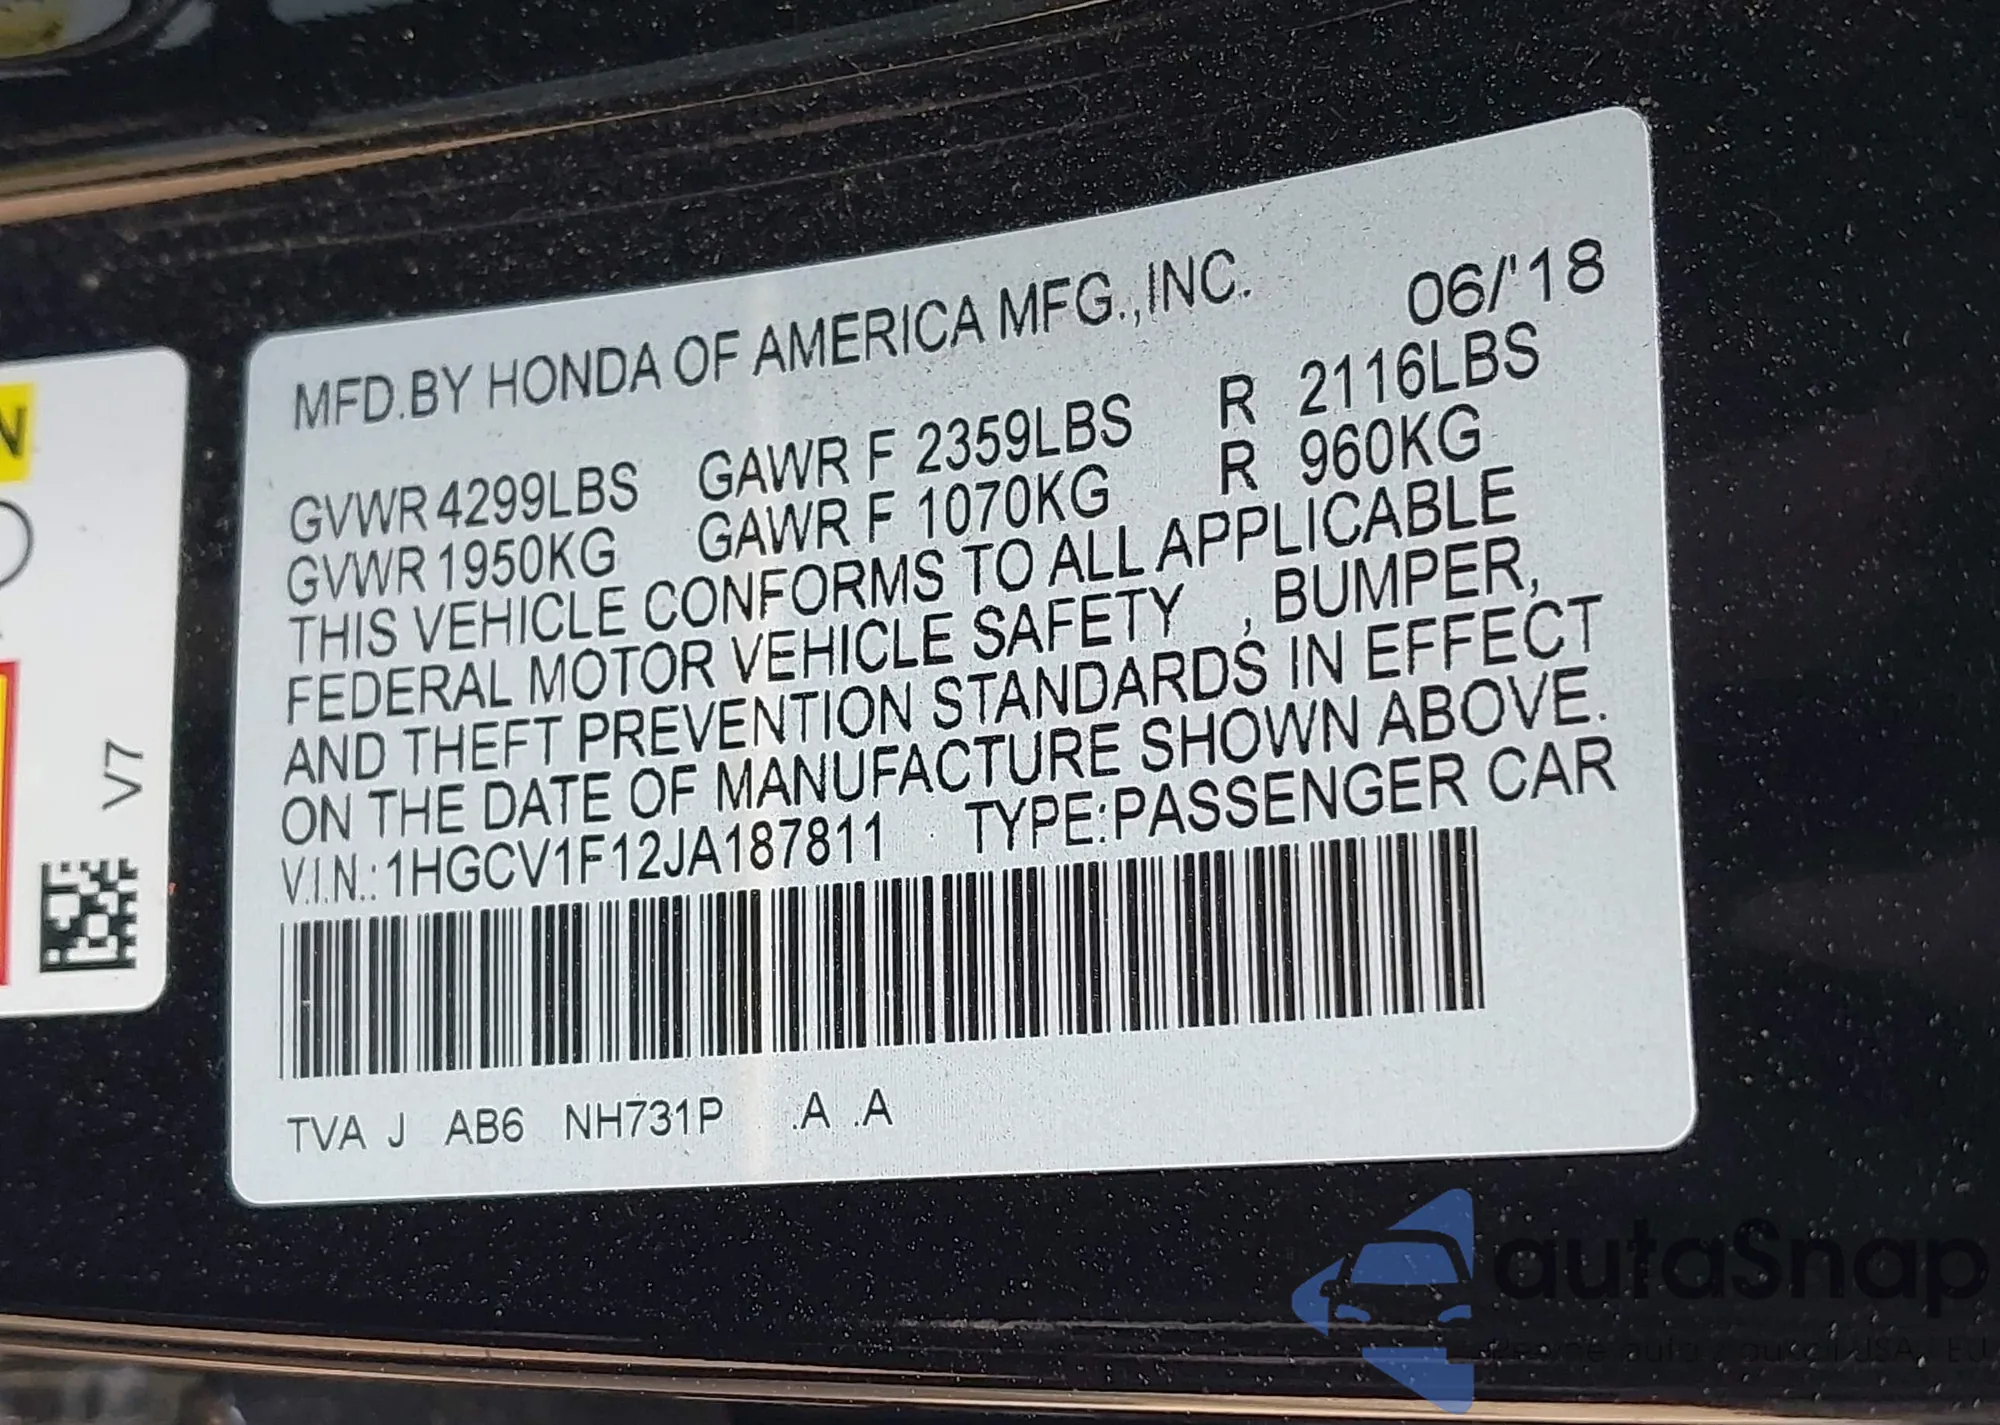 MFD.BY HONDA OF AMERICA MFG.,INC. 06/'18
GVWR 4299LBS GAWR F 2359LBS R 2116LBS
GVWR 1950KG GAWR F 1070KG R 960KG
THIS VEHICLE CONFORMS TO ALL APPLICABLE
FEDERAL MOTOR VEHICLE SAFETY , BUMPER,
AND THEFT PREVENTION STANDARDS IN EFFECT
ON THE DATE OF MANUFACTURE SHOWN ABOVE.
V.I.N.: 1HGCV1F12JA187811 TYPE:PASSENGER CAR
TVA J AB6 NH731P .A .A
N
V7
autaSnap